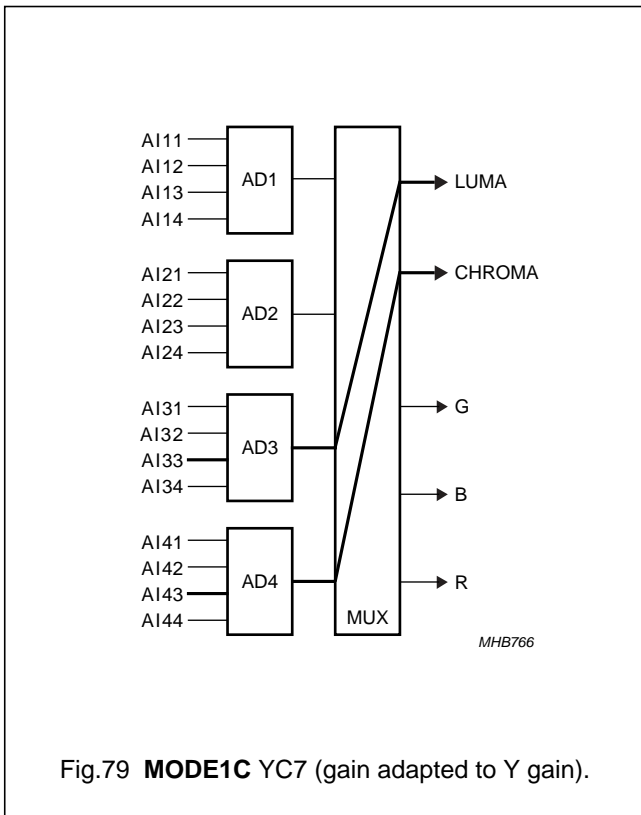 AI11
AI12
AI13
AI14
AD1
AI21
AI22
AI23
AI24
AD2
AI31
AI32
AI33
AI34
AD3
AI41
AI42
AI43
AI44
AD4
MUX
LUMA
CHROMA
G
B
R
MHB766
Fig.79 MODE1C YC7 (gain adapted to Y gain).